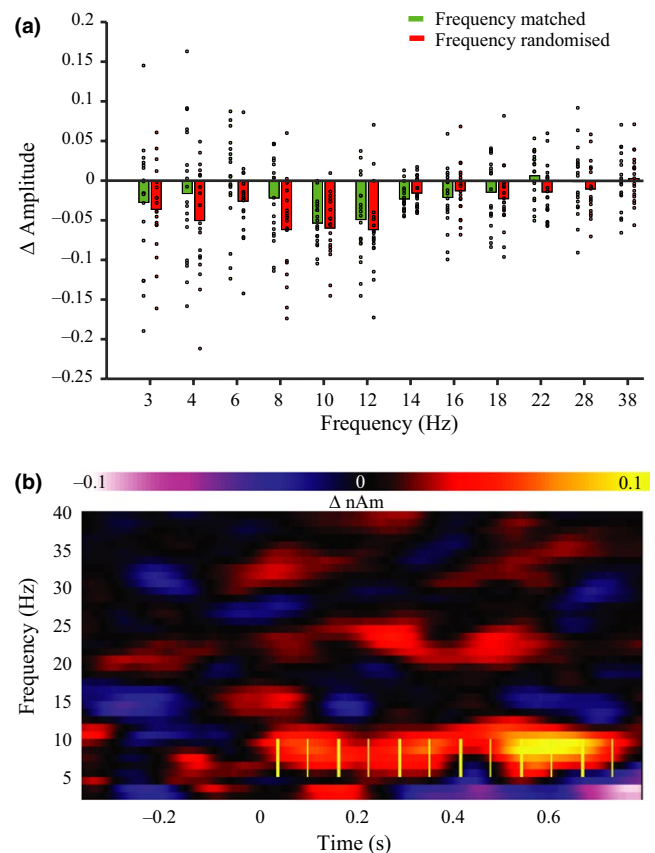 (a)
0.2
Frequency matched
Frequency randomised
0.15
0.1
0.05
0
−0.05
−0.1
−0.15
−0.2
−0.25
Δ Amplitude
3 4 6 8 10 12 14 16 18 22 28 38
Frequency (Hz)
(b)
−0.1 0 0.1
Δ nAm
40
35
30
25
20
15
10
5
Frequency (Hz)
−0.2 0 0.2 0.4 0.6
Time (s)